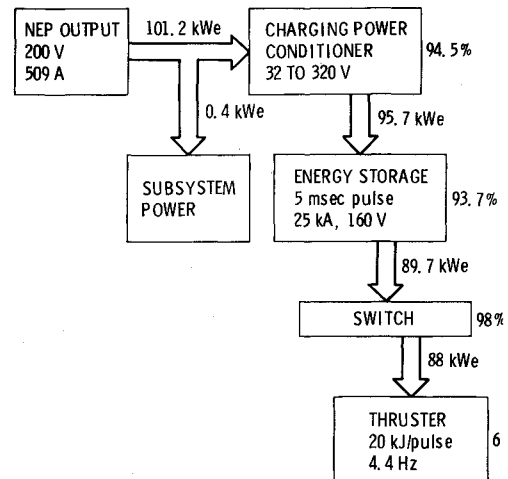 NEP OUTPUT
200 V
509 A
101.2 kWe
CHARGING POWER
CONDITIONER
32 TO 320 V
94.5%
0.4 kWe
95.7 kWe
SUBSYSTEM
POWER
ENERGY STORAGE
5 msec pulse
25 kA, 160 V
93.7%
89.7 kWe
SWITCH
98%
88 kWe
THRUSTER
20 kJ/pulse
4.4 Hz
6